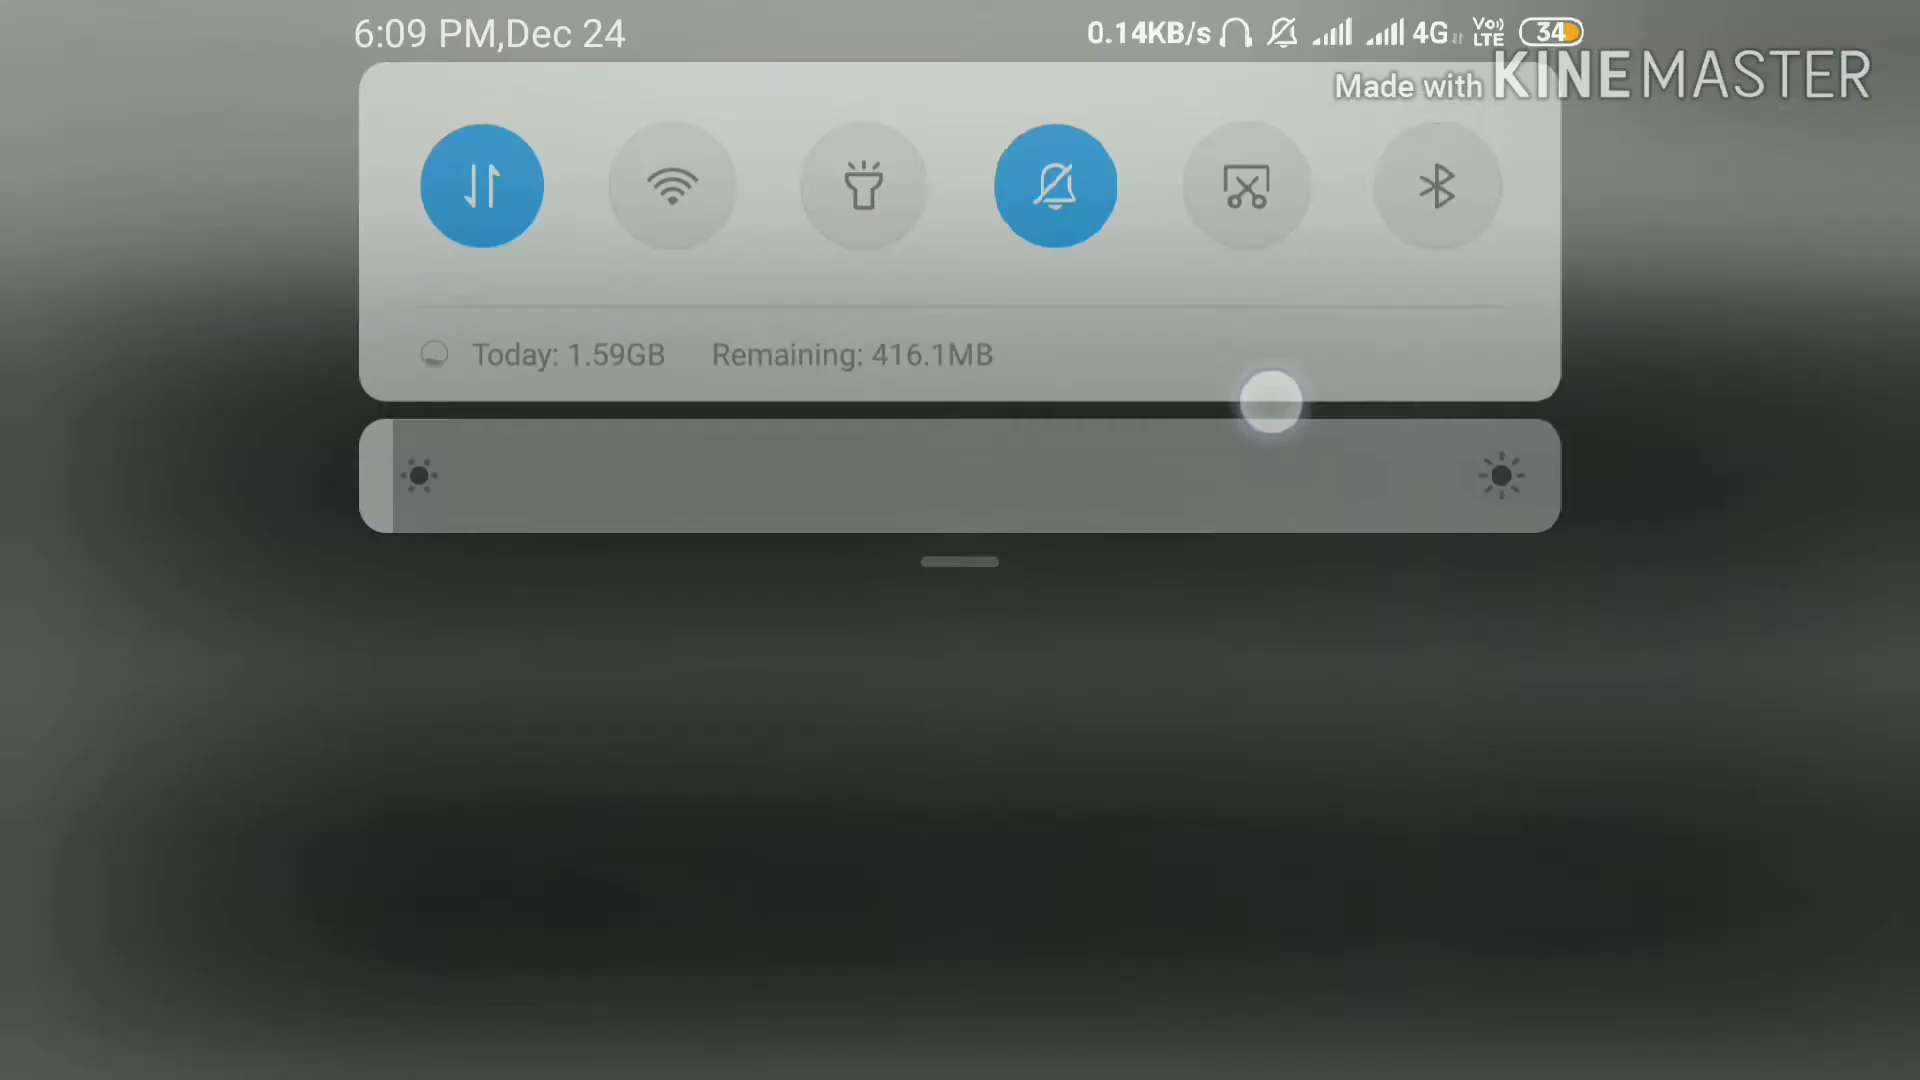 6:09 PM,Dec 24
0.14KB/s 4G Vo)) LTE 34
Made with KINEMASTER
Today: 1.59GB Remaining: 416.1MB